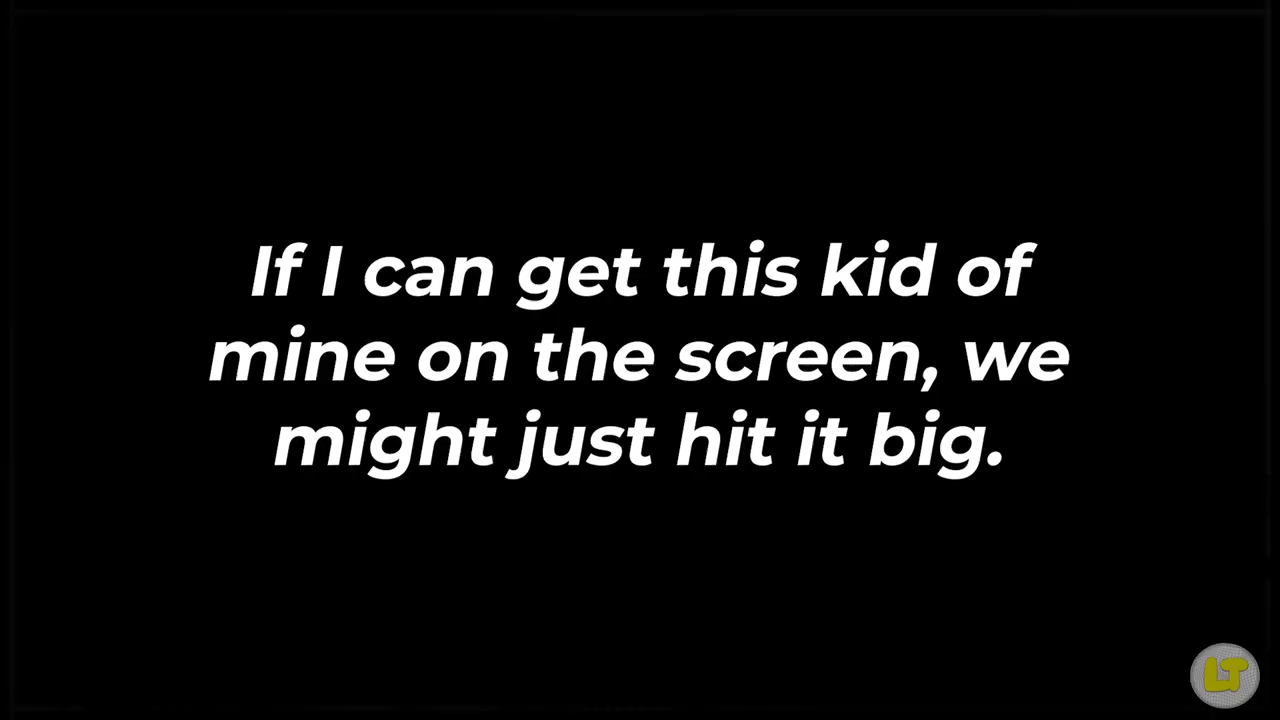 If I can get this kid of
mine on the screen, we
might just hit it big.
LT